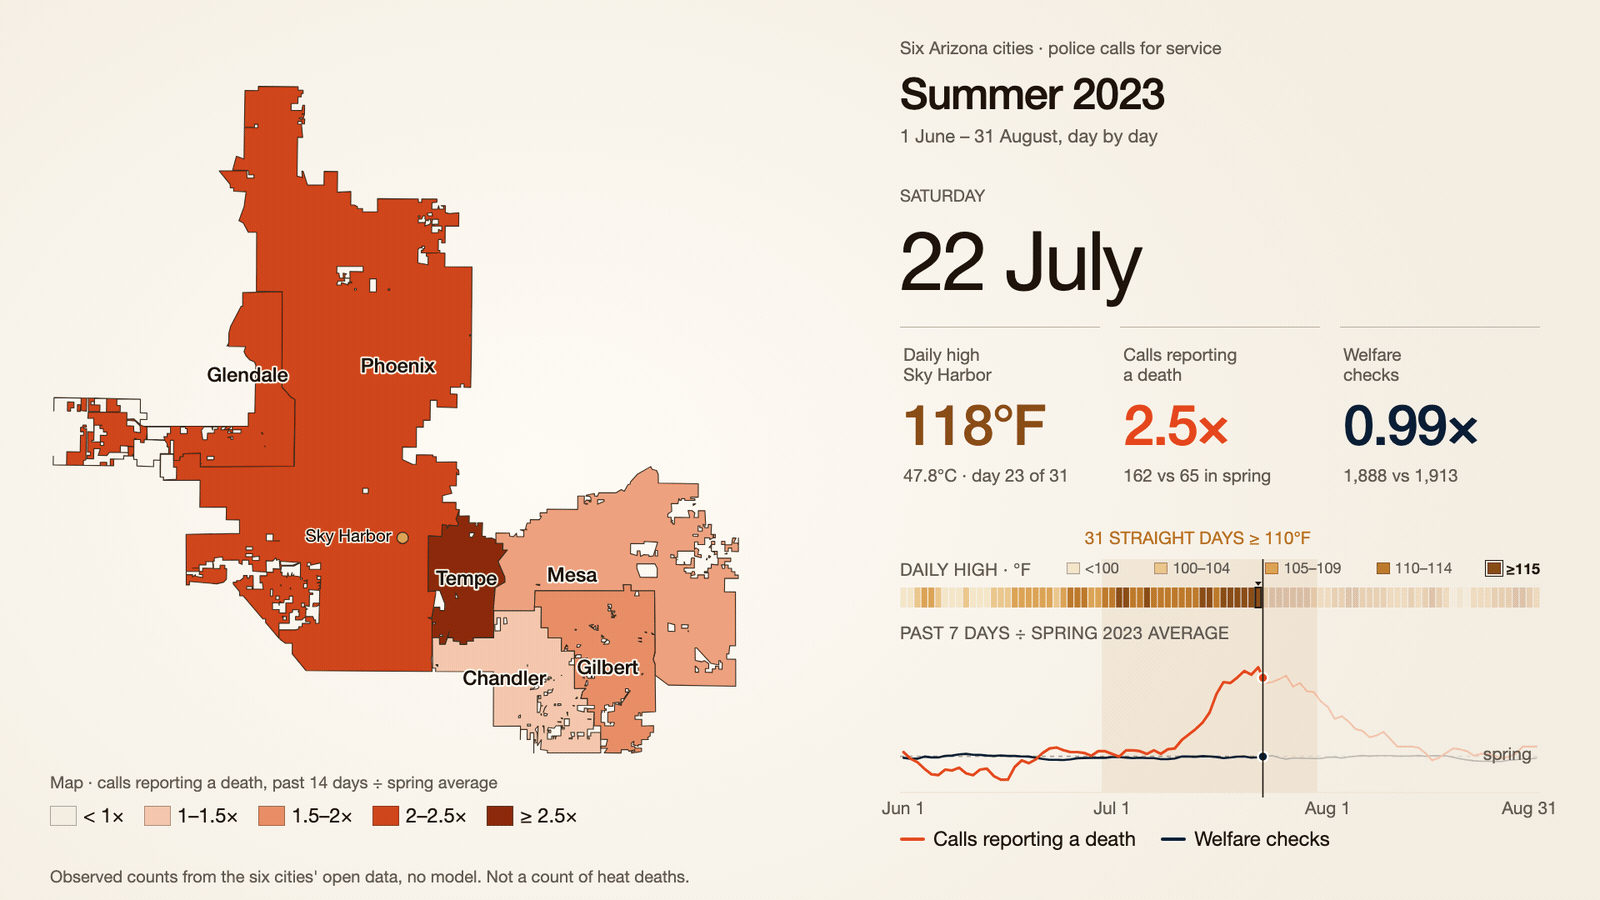 Six Arizona cities · police calls for service
Summer 2023
1 June – 31 August, day by day
SATURDAY
22 July
Daily high
Sky Harbor
118°F
47.8°C · day 23 of 31
Calls reporting
a death
2.5×
162 vs 65 in spring
Welfare
checks
0.99×
1,888 vs 1,913
31 STRAIGHT DAYS ≥ 110°F
DAILY HIGH · °F
<100
100–104
105–109
110–114
≥115
PAST 7 DAYS ÷ SPRING 2023 AVERAGE
spring
Jun 1
Jul 1
Aug 1
Aug 31
Calls reporting a death
Welfare checks
Glendale
Phoenix
Sky Harbor
Tempe
Mesa
Chandler
Gilbert
Map · calls reporting a death, past 14 days ÷ spring average
< 1×
1–1.5×
1.5–2×
2–2.5×
≥ 2.5×
Observed counts from the six cities' open data, no model. Not a count of heat deaths.